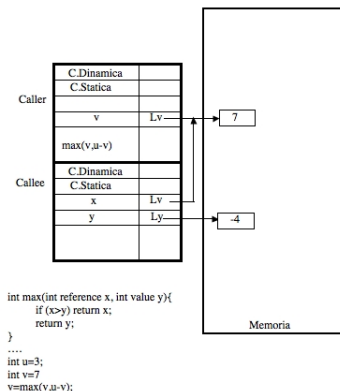 C.Dinamica
C.Statica
Caller
v Lv 7
max(v,u-v)
C.Dinamica
Callee
C.Statica
x Lv
y Ly -4
int max(int reference x, int value y){
if (x>y) return x;
return y;
}
....
int u=3;
int v=7
v=max(v,u-v);
Memoria